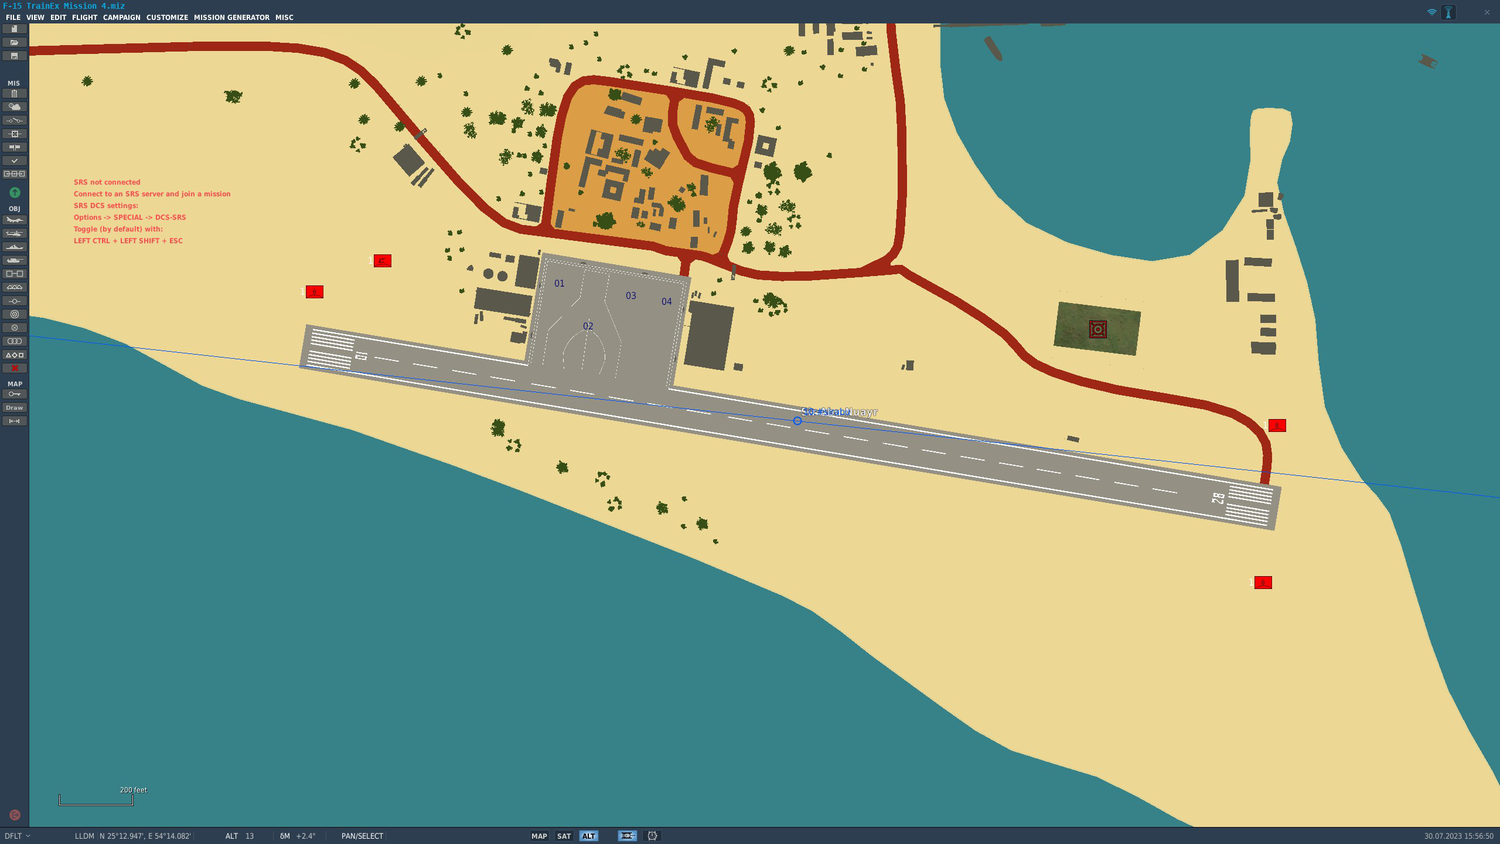 F-15 TrainEx Mission 4.miz
FILE VIEW EDIT FLIGHT CAMPAIGN CUSTOMIZE MISSION GENERATOR MISC
MIS
OBJ
MAP
Draw
SRS not connected
Connect to an SRS server and join a mission
SRS DCS settings:
Options -> SPECIAL -> DCS-SRS
Toggle (by default) with:
LEFT CTRL + LEFT SHIFT + ESC
01
03
04
02
28
200 feet
DFLT LLDM N 25°12.947', E 54°14.082' ALT 13 δM +2.4° PAN/SELECT MAP SAT ALT 30.07.2023 15:56:50